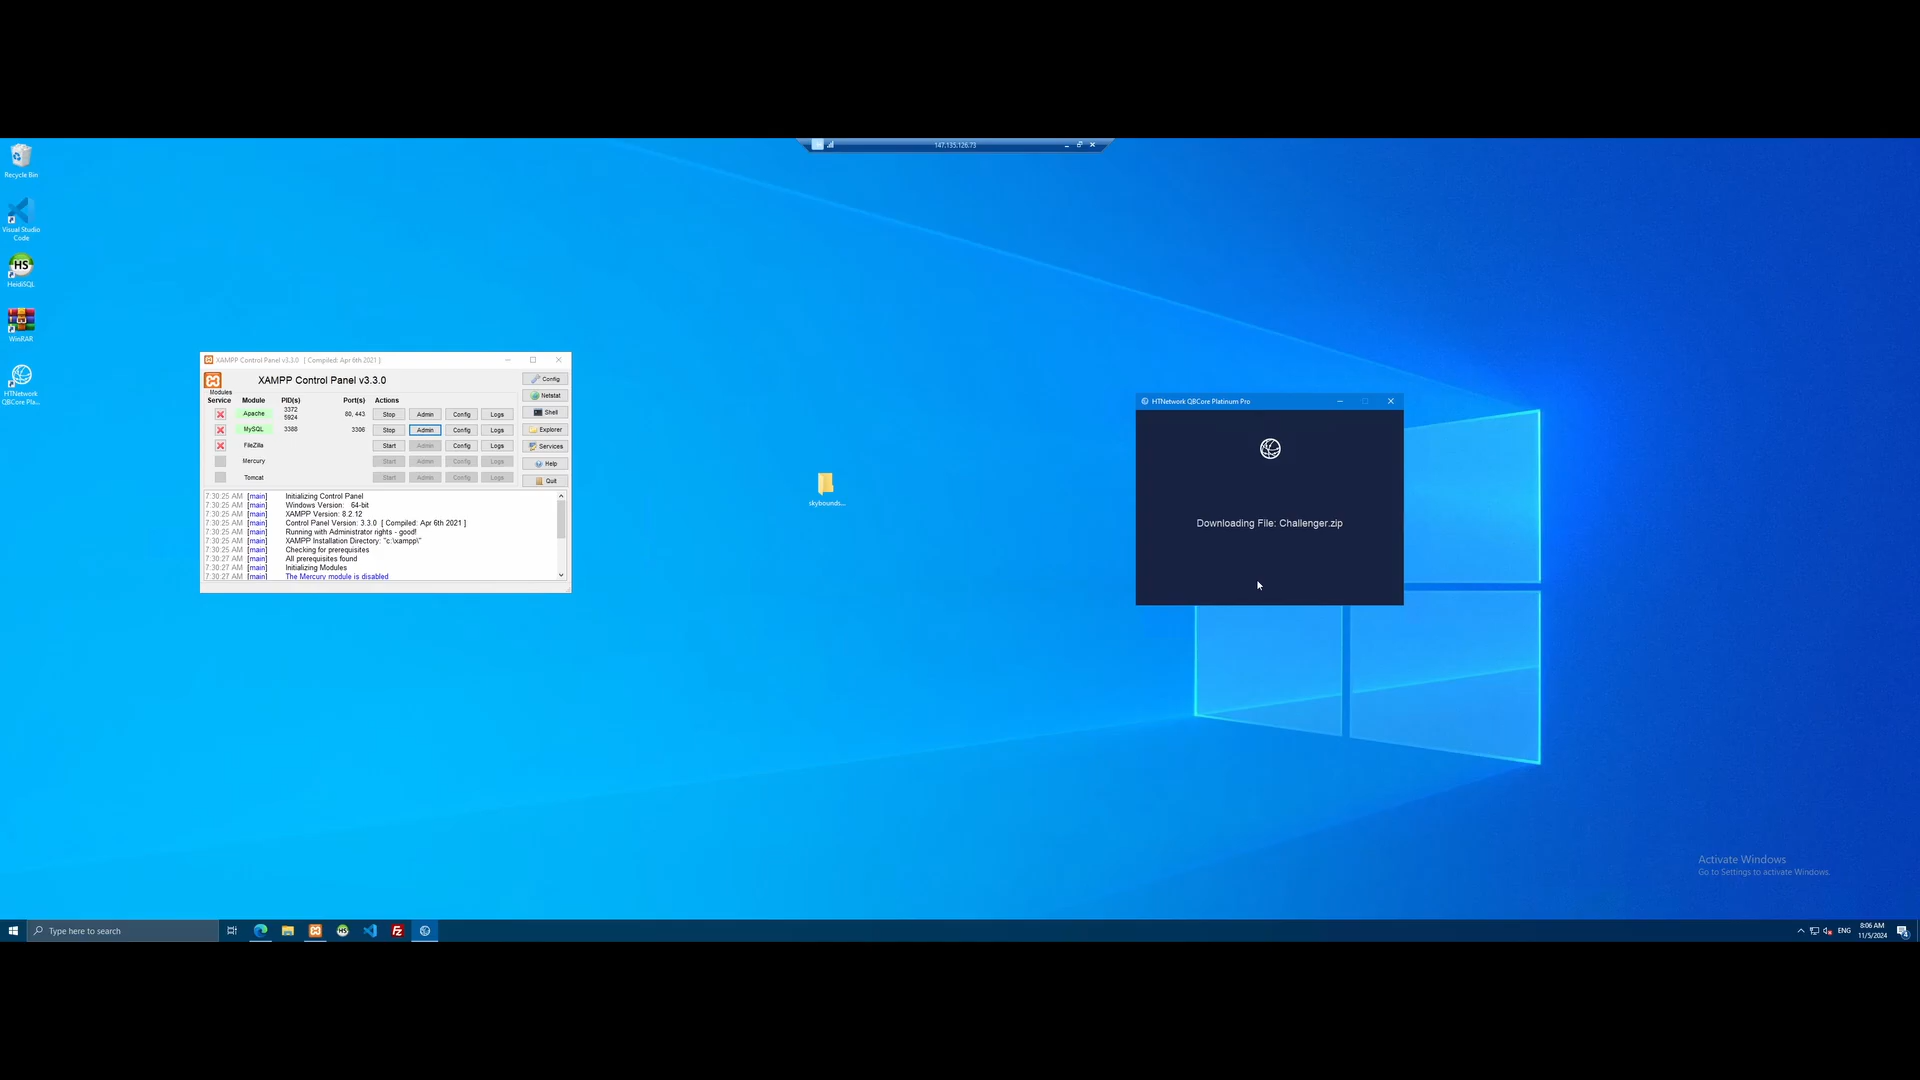 147.135.126.73
Recycle Bin
Visual Studio
Code
HS
HeidiSQL
WinRAR
HTNetwork
QBCore Pla...
XAMPP Control Panel v3.3.0 [ Compiled: Apr 6th 2021 ]
XAMPP Control Panel v3.3.0
Config
Modules
Service Module PID(s) Port(s) Actions
Netstat
Apache 3372 5924 80, 443 Stop Admin Config Logs
Shell
MySQL 3388 3306 Stop Admin Config Logs
Explorer
FileZilla Start Admin Config Logs
Services
Mercury Start Admin Config Logs
Help
Tomcat Start Admin Config Logs
Quit
7:30:25 AM [main] Initializing Control Panel
7:30:25 AM [main] Windows Version: 64-bit
7:30:25 AM [main] XAMPP Version: 8.2.12
7:30:25 AM [main] Control Panel Version: 3.3.0 [ Compiled: Apr 6th 2021 ]
7:30:25 AM [main] Running with Administrator rights - good!
7:30:25 AM [main] XAMPP Installation Directory: "c:\xampp\"
7:30:25 AM [main] Checking for prerequisites
7:30:27 AM [main] All prerequisites found
7:30:27 AM [main] Initializing Modules
7:30:27 AM [main] The Mercury module is disabled
skybounds...
HTNetwork QBCore Platinum Pro
Downloading File: Challenger.zip
Activate Windows
Go to Settings to activate Windows.
Type here to search
HS
ENG
8:06 AM
11/5/2024
4